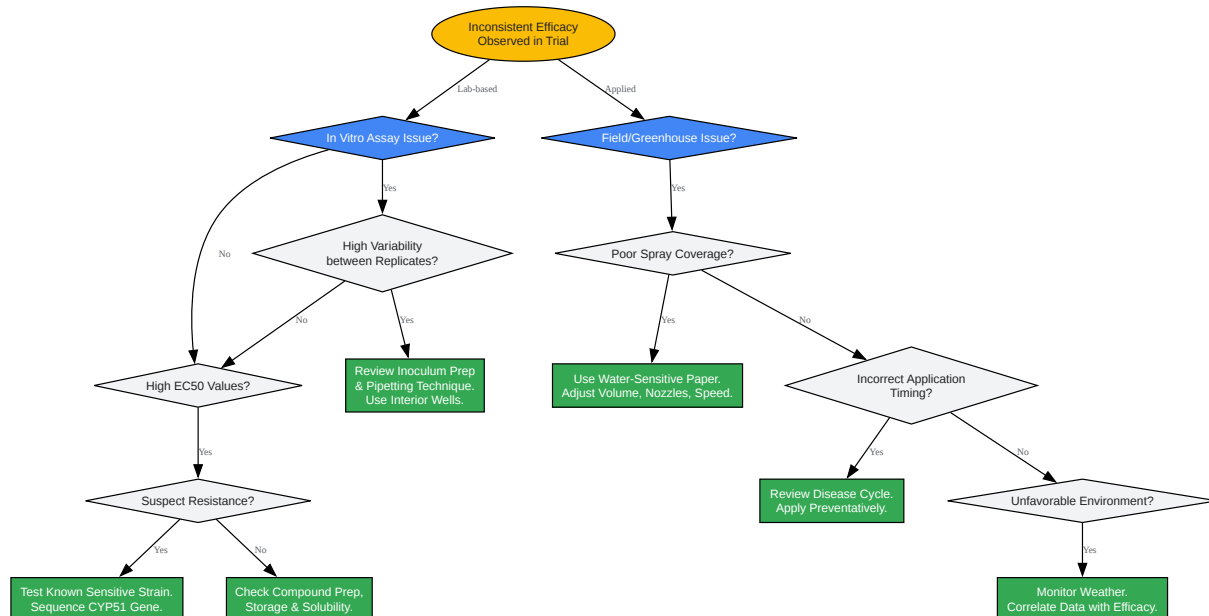 Inconsistent Efficacy
Observed in Trial
Lab-based
Applied
In Vitro Assay Issue?
Field/Greenhouse Issue?
Yes
Yes
No
High Variability
between Replicates?
Poor Spray Coverage?
No
Yes
Yes
No
High EC50 Values?
Review Inoculum Prep
& Pipetting Technique.
Use Interior Wells.
Use Water-Sensitive Paper.
Adjust Volume, Nozzles, Speed.
Incorrect Application
Timing?
Yes
Yes
No
Suspect Resistance?
Review Disease Cycle.
Apply Preventatively.
Unfavorable Environment?
Yes
No
Yes
Test Known Sensitive Strain.
Sequence CYP51 Gene.
Check Compound Prep,
Storage & Solubility.
Monitor Weather.
Correlate Data with Efficacy.